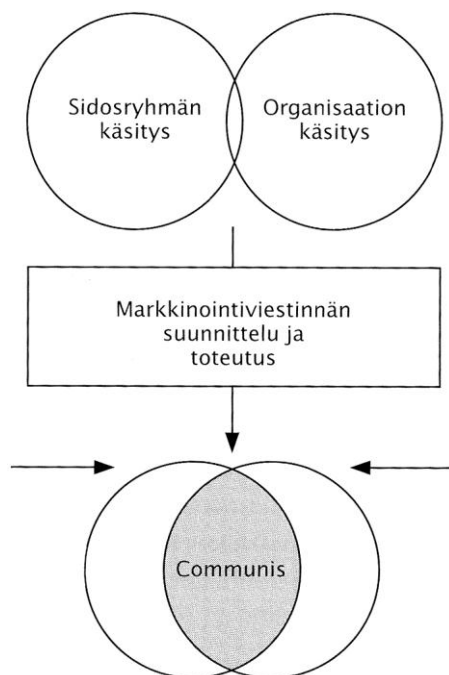 Sidosryhmän
käsitys
Organisaation
käsitys
Markkinointiviestinnän
suunnittelu ja
toteutus
Communis